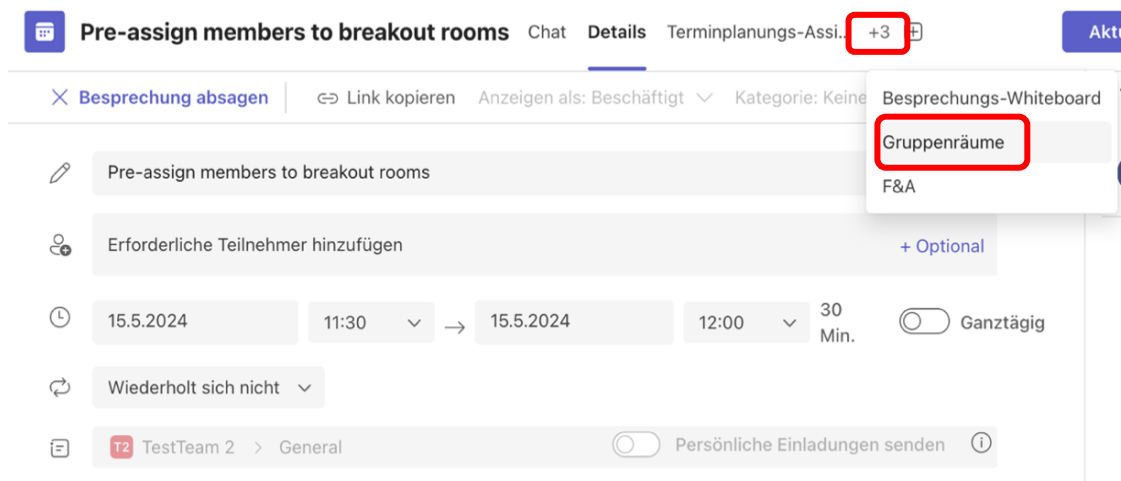 Pre-assign members to breakout rooms Chat Details Terminplanungs-Assi.. +3
Besprechung absagen Link kopieren Anzeigen als: Beschäftigt Kategorie: Keine
Besprechungs-Whiteboard
Gruppenräume
F&A
Pre-assign members to breakout rooms
Erforderliche Teilnehmer hinzufügen + Optional
15.5.2024 11:30 → 15.5.2024 12:00 30 Min. Ganztägig
Wiederholt sich nicht
T2 TestTeam 2 > General Persönliche Einladungen senden